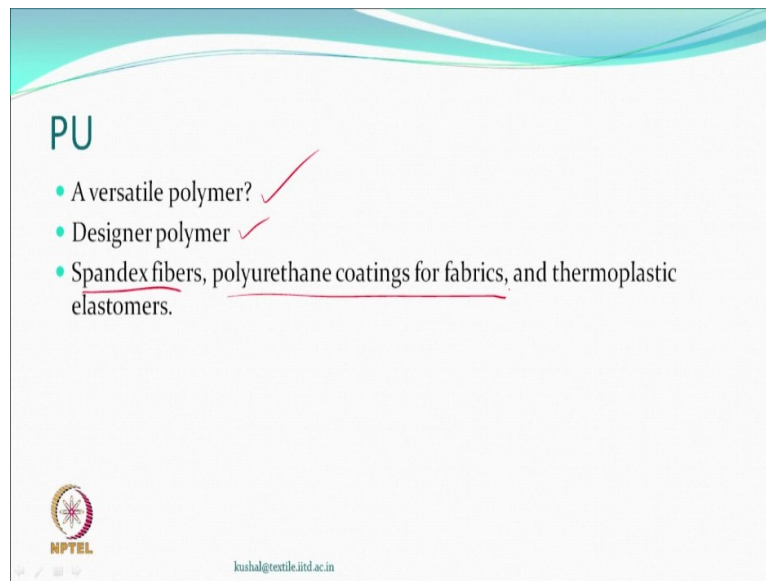 PU
• A versatile polymer?
• Designer polymer
• Spandex fibers, polyurethane coatings for fabrics, and thermoplastic
elastomers.
NPTEL
kushal@textile.iitd.ac.in